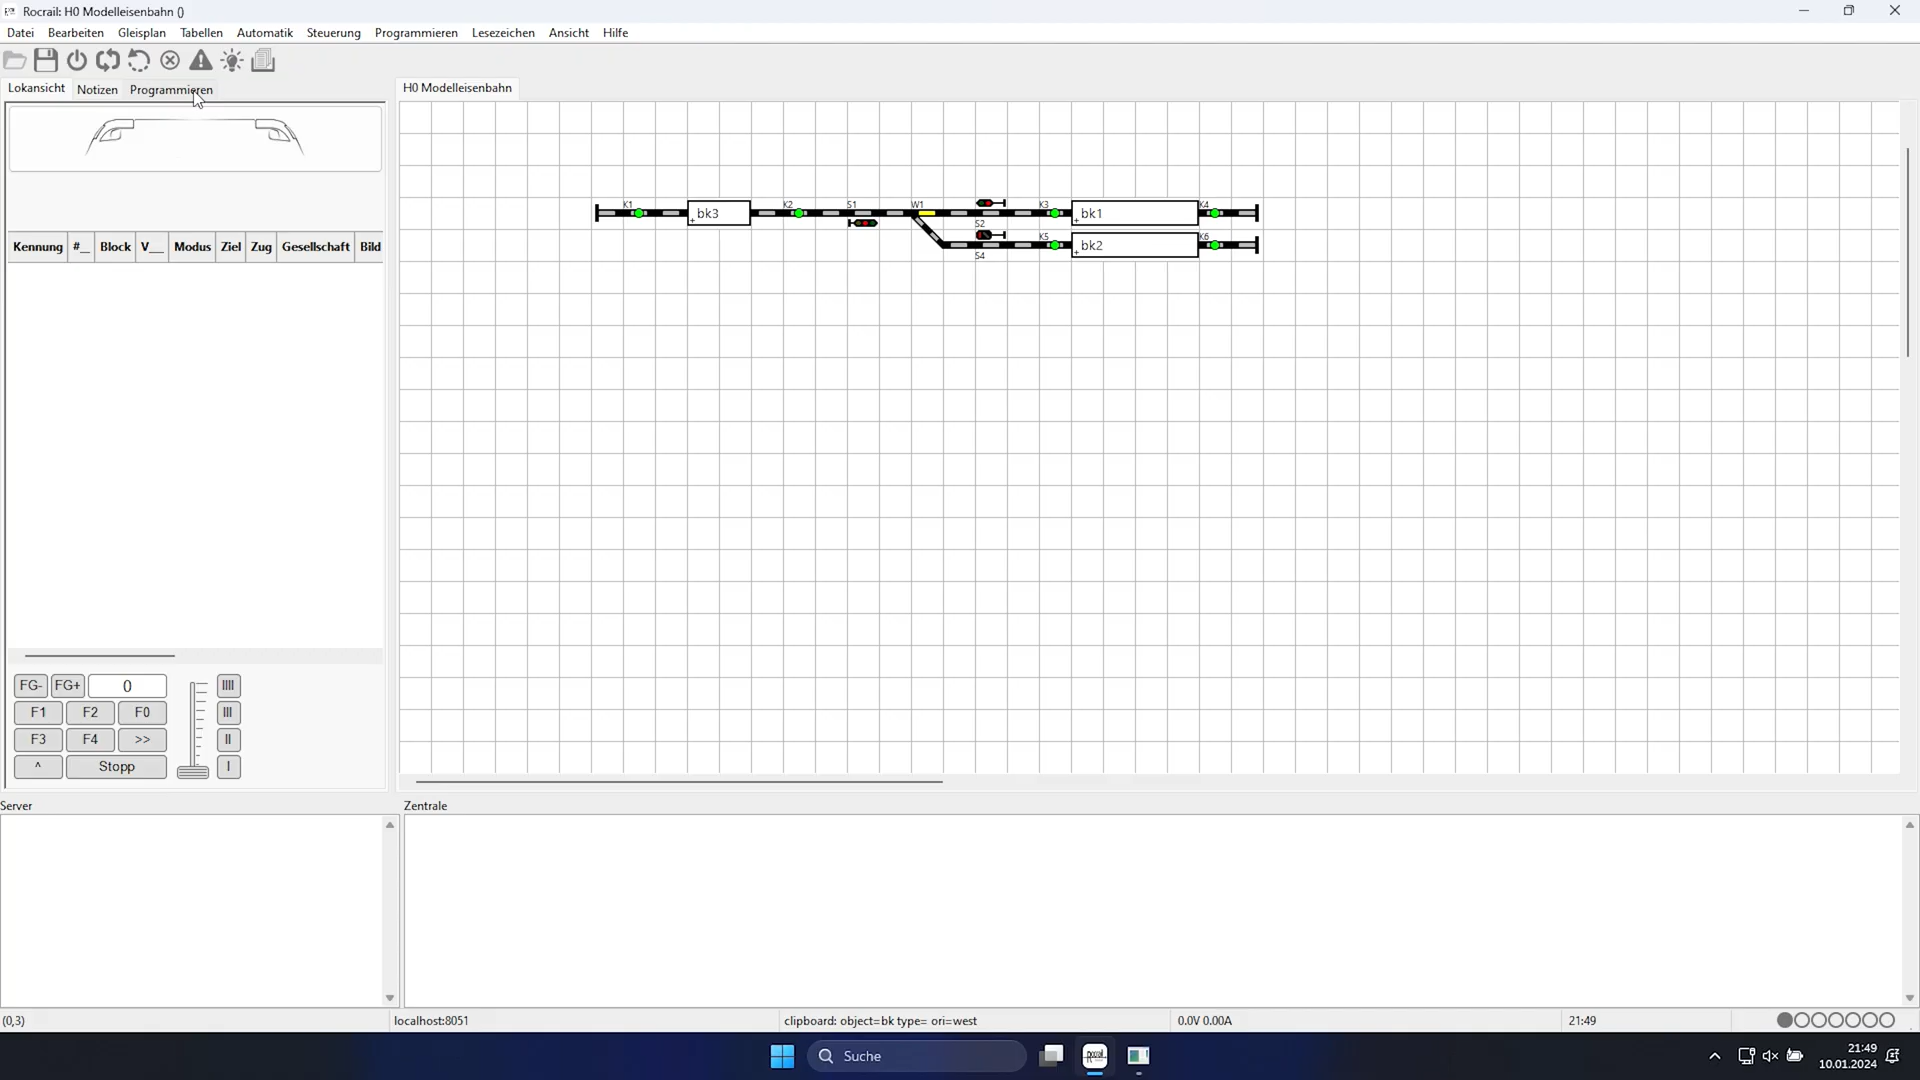 Rocrail: H0 Modelleisenbahn ()
Datei Bearbeiten Gleisplan Tabellen Automatik Steuerung Programmieren Lesezeichen Ansicht Hilfe
Lokansicht Notizen Programmieren
H0 Modelleisenbahn
K1 bk3 K2 S1 W1 S2 K3 bk1 K4
S4 K5 bk2 K6
Kennung #_ Block V__ Modus Ziel Zug Gesellschaft Bild
FG- FG+ 0 IIII
F1 F2 F0 III
F3 F4 >> II
^ Stopp I
Server
Zentrale
(0,3) localhost:8051 clipboard: object=bk type= ori=west 0.0V 0.00A 21:49
Suche
rocrail
21:49
10.01.2024